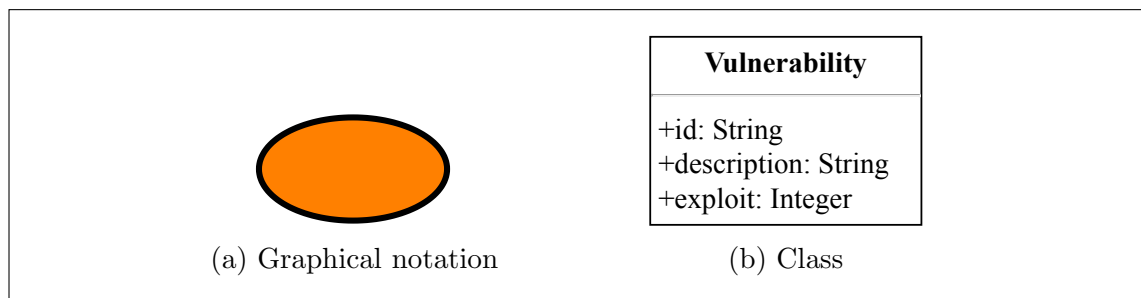 Vulnerability
+id: String
+description: String
+exploit: Integer
(a) Graphical notation
(b) Class